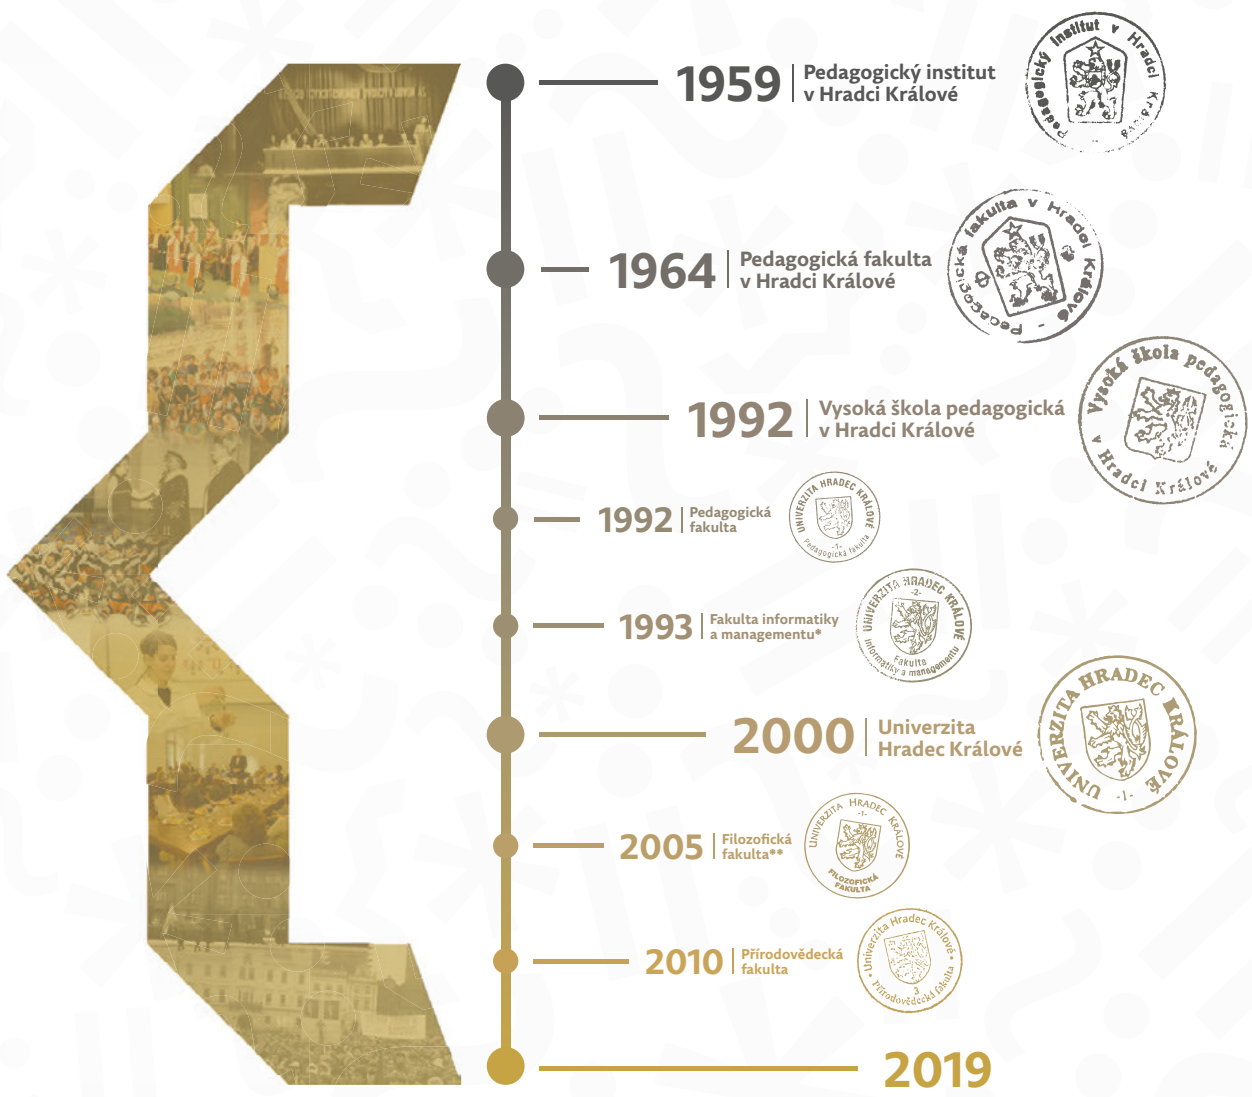 1959
Pedagogický institut
v Hradci Králové
Pedagogický institut v Hradci Králové
1964
Pedagogická fakulta
v Hradci Králové
Pedagogická fakulta v Hradci Králové -
1992
Vysoká škola pedagogická
v Hradci Králové
Vysoká škola pedagogická
v Hradci Králové
1992
Pedagogická
fakulta
UNIVERZITA HRADEC KRÁLOVÉ
-1-
Pedagogická fakulta
1993
Fakulta informatiky
a managementu*
UNIVERZITA HRADEC KRÁLOVÉ
-2-
Fakulta
informatiky a managementu
2000
Univerzita
Hradec Králové
UNIVERZITA HRADEC KRÁLOVÉ
-1-
2005
Filozofická
fakulta**
UNIVERZITA HRADEC KRÁLOVÉ
-1-
FILOZOFICKÁ
FAKULTA
2010
Přírodovědecká
fakulta
Univerzita Hradec Králové
3
Přírodovědecká fakulta
2019